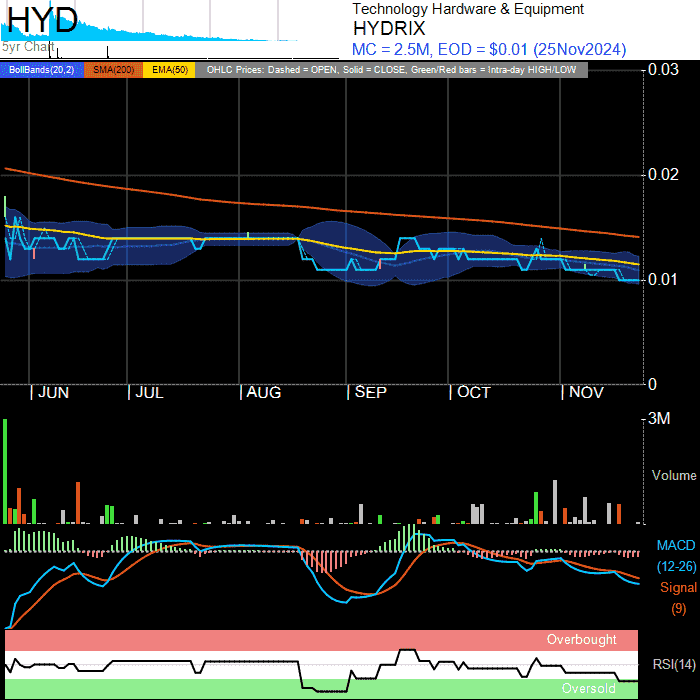 HYD
5yr Chart
Technology Hardware & Equipment
HYDRIX
MC = 2.5M, EOD = $0.01 (25Nov2024)
BollBands(20,2) SMA(200) EMA(50) OHLC Prices: Dashed = OPEN, Solid = CLOSE, Green/Red bars = Intra-day HIGH/LOW
0.03
0.02
0.01
0
JUN JUL AUG SEP OCT NOV
3M
Volume
MACD
(12-26)
Signal
(9)
Overbought
RSI(14)
Oversold